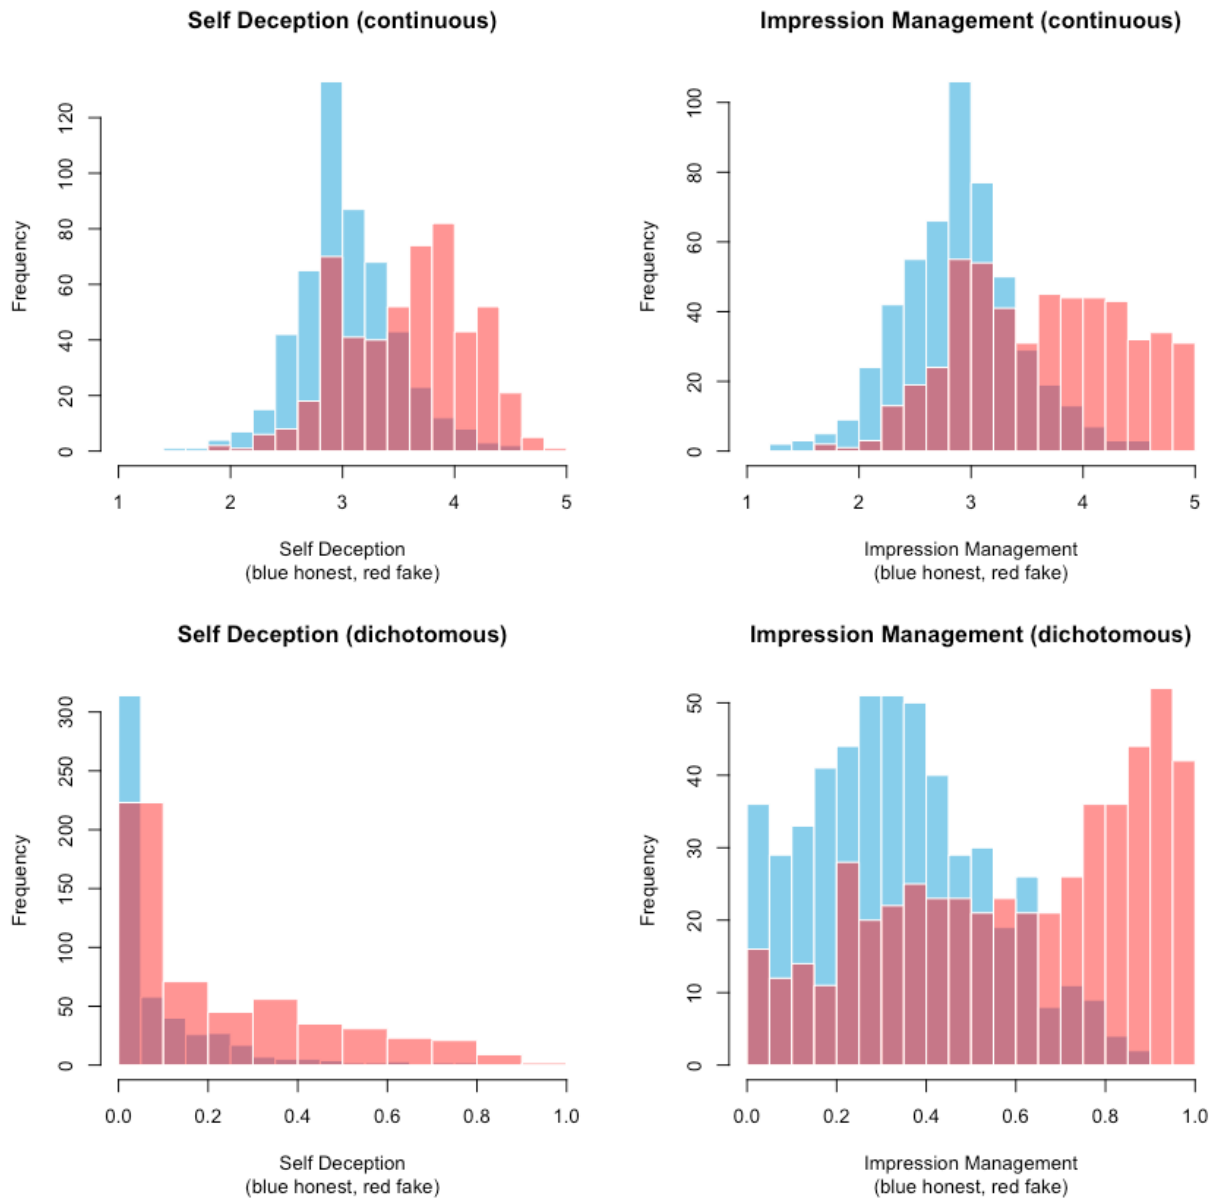 Self Deception (continuous)
Frequency
0 20 40 60 80 100 120
1 2 3 4 5
Self Deception
(blue honest, red fake)
Impression Management (continuous)
Frequency
0 20 40 60 80 100
1 2 3 4 5
Impression Management
(blue honest, red fake)
Self Deception (dichotomous)
Frequency
0 50 100 150 200 250 300
0.0 0.2 0.4 0.6 0.8 1.0
Self Deception
(blue honest, red fake)
Impression Management (dichotomous)
Frequency
0 10 20 30 40 50
0.0 0.2 0.4 0.6 0.8 1.0
Impression Management
(blue honest, red fake)